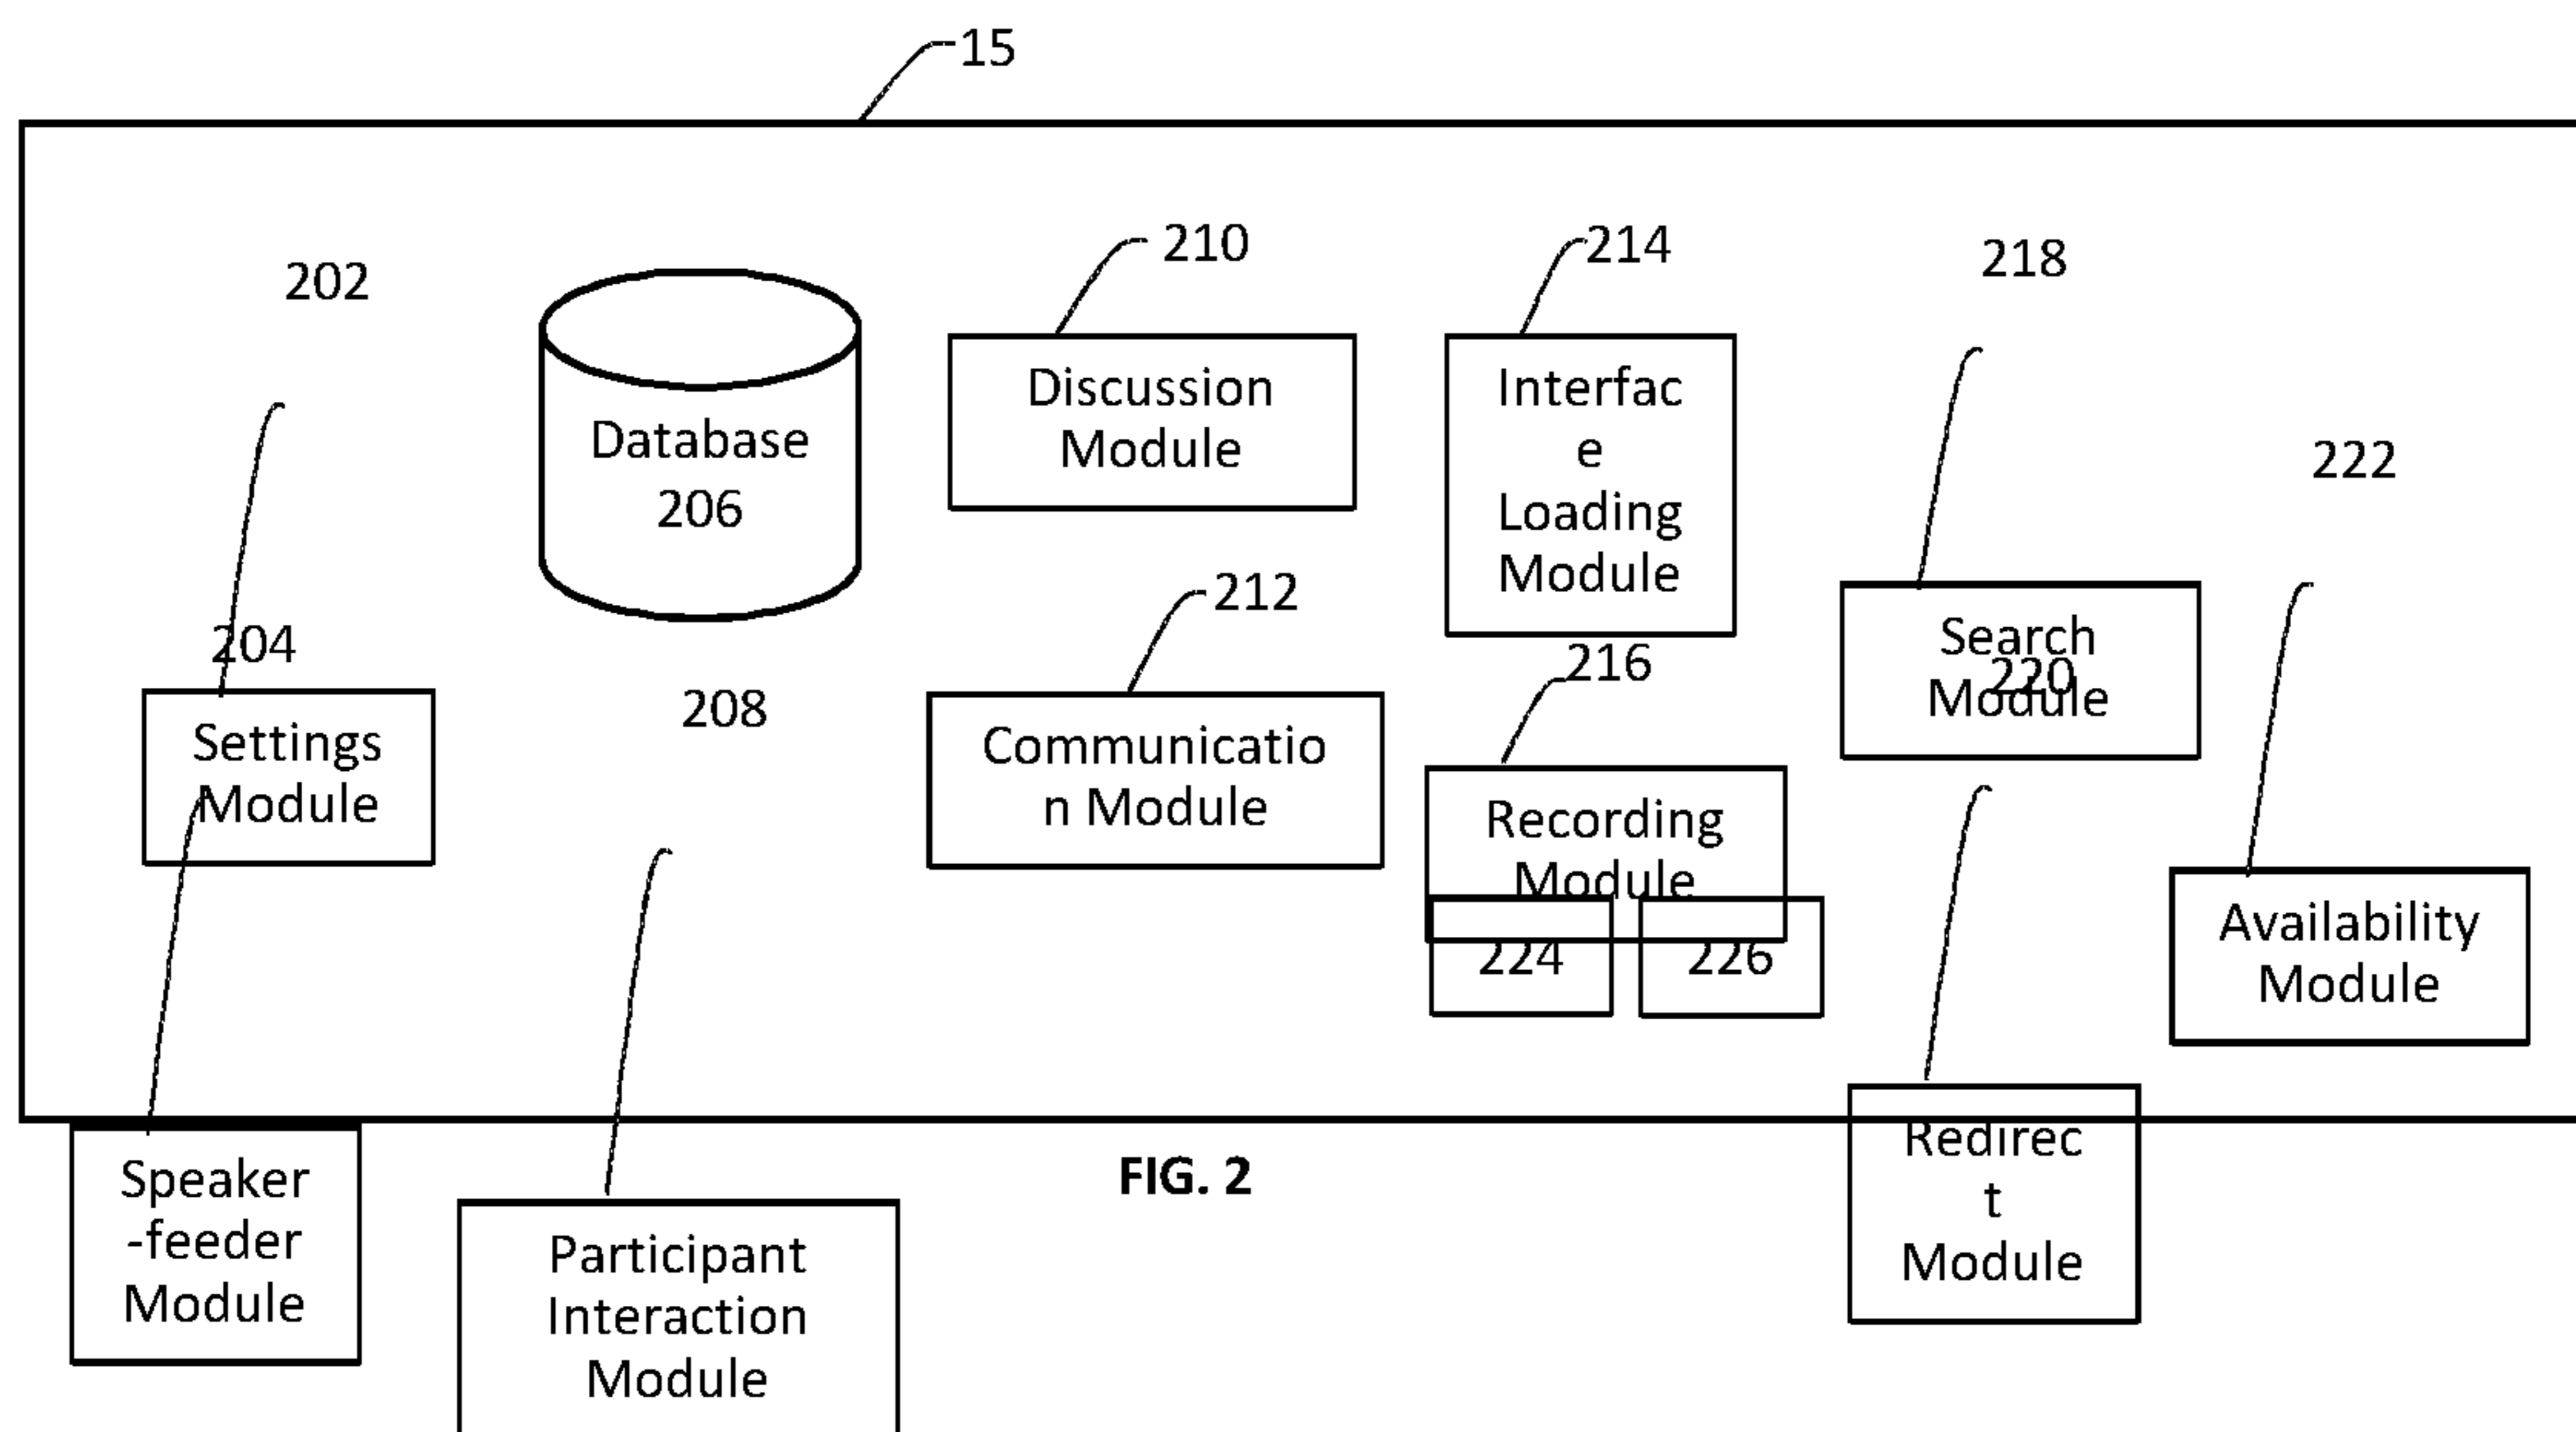 15
202
Database
206
210
Discussion
Module
214
Interfac
e
Loading
Module
218
222
204
Settings
Module
208
212
Communicatio
n Module
216
Recording
Module
224
226
Search
Module
220
Availability
Module
Speaker
-feeder
Module
Participant
Interaction
Module
Redirec
t
Module
FIG. 2